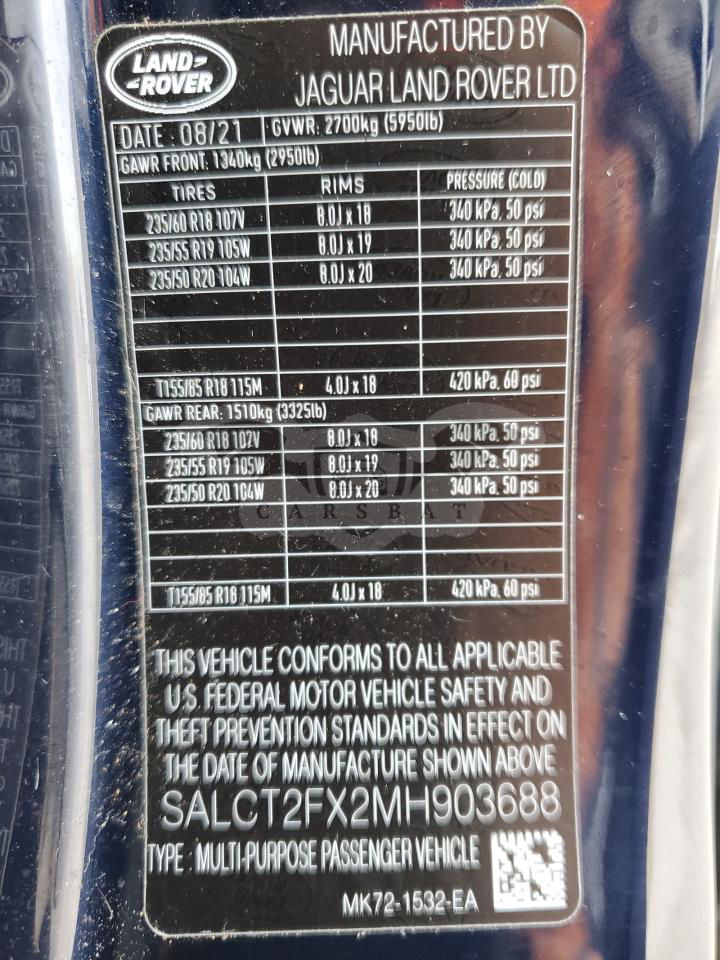 LAND-
-ROVER
MANUFACTURED BY
JAGUAR LAND ROVER LTD
DATE: 08/21 GVWR: 2700kg (5950lb)
GAWR FRONT: 1340kg (2950lb)
TIRES RIMS PRESSURE (COLD)
235/60 R18 107V 8.0J x 18 340 kPa, 50 psi
235/55 R19 105W 8.0J x 19 340 kPa, 50 psi
235/50 R20 104W 8.0J x 20 340 kPa, 50 psi
T155/85 R18 115M 4.0J x 18 420 kPa, 60 psi
GAWR REAR: 1510kg (3325lb)
235/60 R18 107V 8.0J x 18 340 kPa, 50 psi
235/55 R19 105W 8.0J x 19 340 kPa, 50 psi
235/50 R20 104W 8.0J x 20 340 kPa, 50 psi
CARSBAT
T155/85 R18 115M 4.0J x 18 420 kPa, 60 psi
THIS VEHICLE CONFORMS TO ALL APPLICABLE
U.S. FEDERAL MOTOR VEHICLE SAFETY AND
THEFT PREVENTION STANDARDS IN EFFECT ON
THE DATE OF MANUFACTURE SHOWN ABOVE
SALCT2FX2MH903688
TYPE : MULTI-PURPOSE PASSENGER VEHICLE
MK72-1532-EA